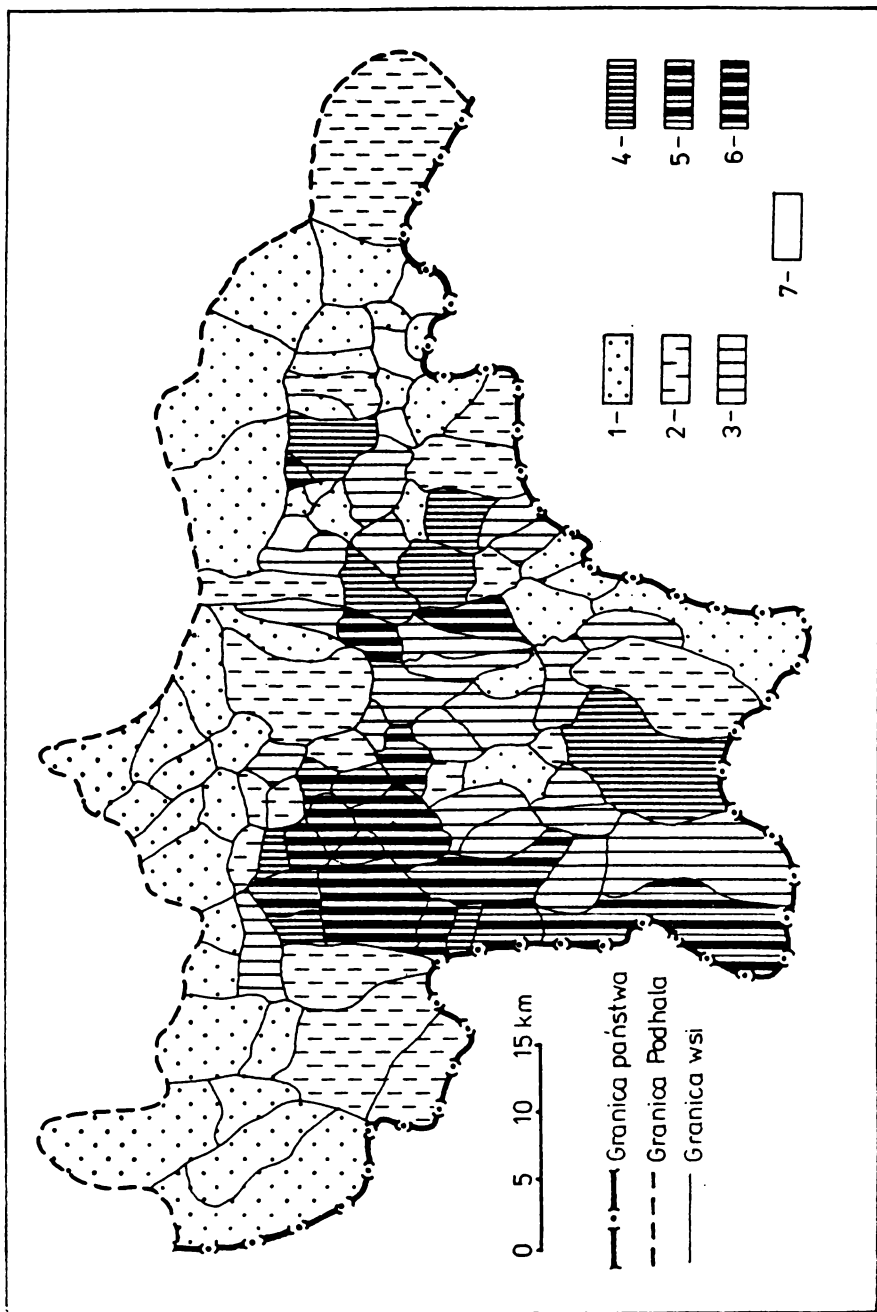 0 5 10 15 km
Granica państwa
Granica Podhala
Granica wsi
1-
2-
3-
4-
5-
6-
7-